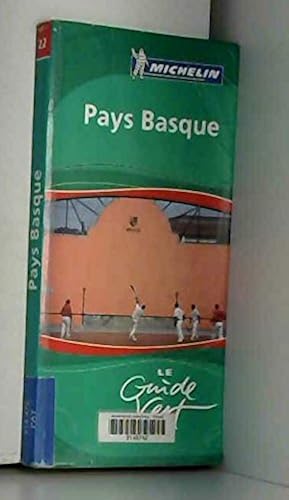 MICHELIN
Pays Basque
LE
Guide
Vert
Pays Basque